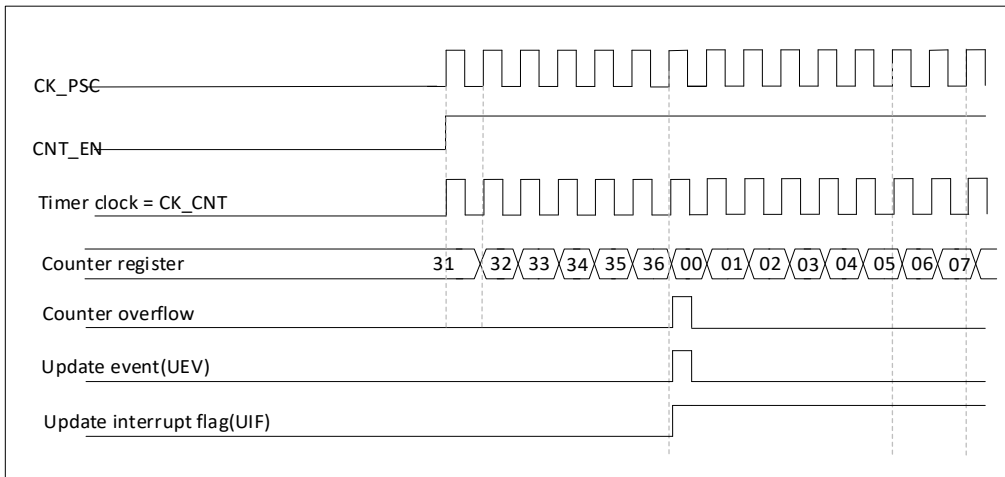 CK_PSC
CNT_EN
Timer clock = CK_CNT
Counter register 31 32 33 34 35 36 00 01 02 03 04 05 06 07
Counter overflow
Update event(UEV)
Update interrupt flag(UIF)